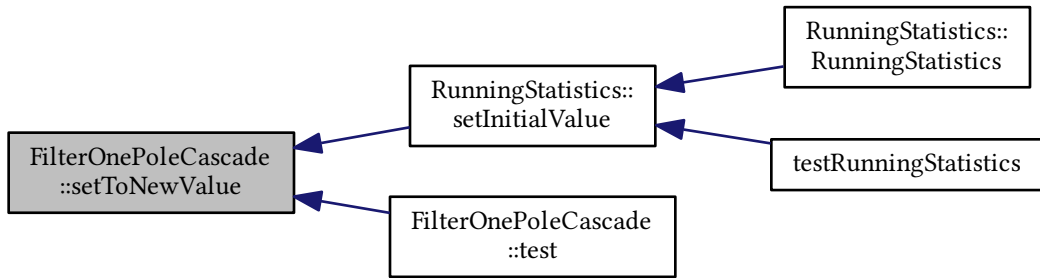 FilterOnePoleCascade
::setToNewValue
RunningStatistics::
setInitialValue
RunningStatistics::
RunningStatistics
testRunningStatistics
FilterOnePoleCascade
::test